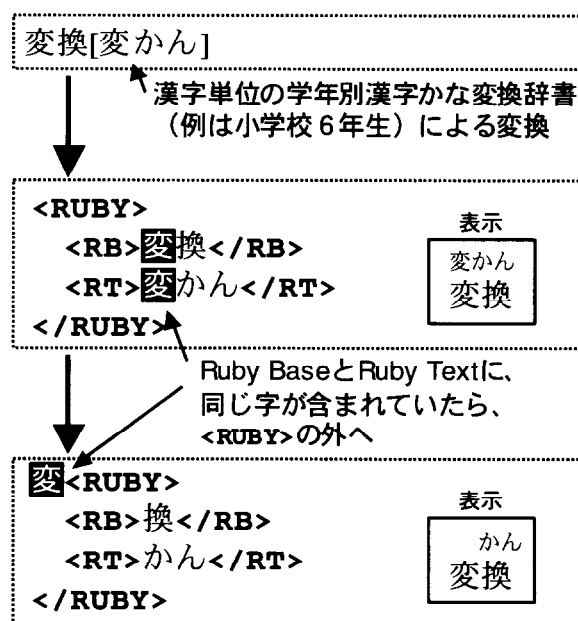 変換[変かん]
漢字単位の学年別漢字かな変換辞書
（例は小学校６年生）による変換
<RUBY>
<RB>変換</RB>
<RT>変かん</RT>
</RUBY>
表示
変かん
変換
Ruby BaseとRuby Textに、
同じ字が含まれていたら、
<RUBY>の外へ
変<RUBY>
<RB>換</RB>
<RT>かん</RT>
</RUBY>
表示
かん
変換